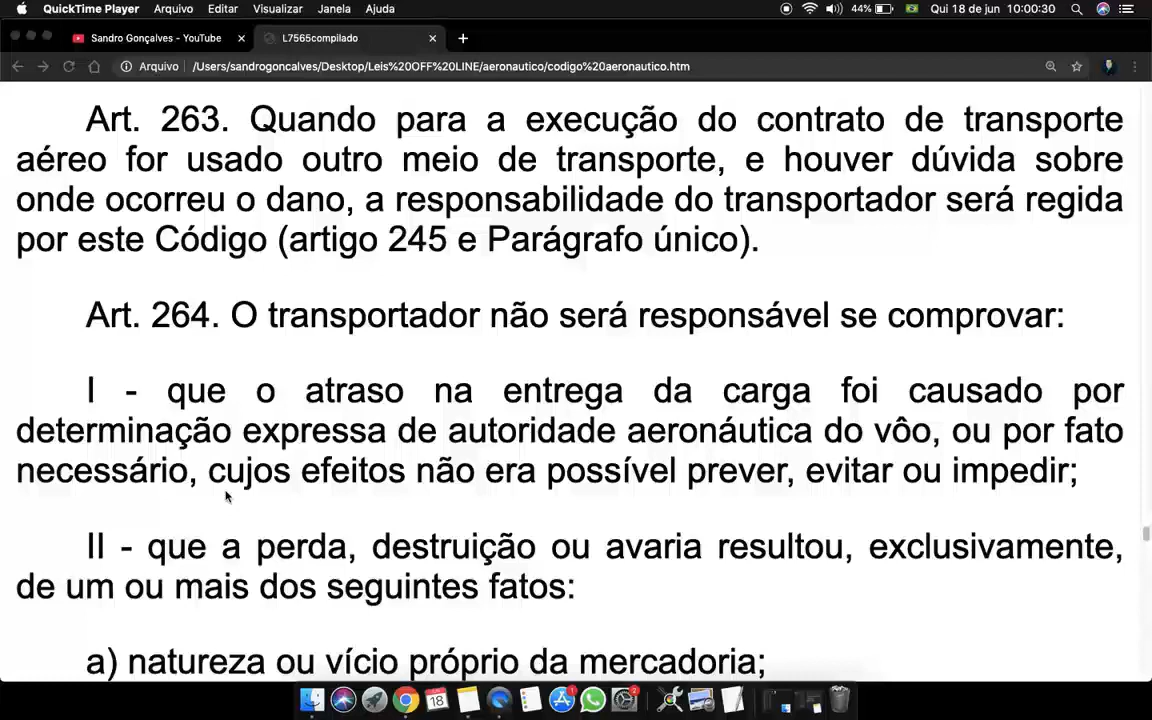 QuickTime Player Arquivo Editar Visualizar Janela Ajuda 44% Qui 18 de jun 10:00:30
Sandro Gonçalves - YouTube L7565compilado
Arquivo /Users/sandrogoncalves/Desktop/Leis%20OFF%20LINE/aeronautico/codigo%20aeronautico.htm
Art. 263. Quando para a execução do contrato de transporte
aéreo for usado outro meio de transporte, e houver dúvida sobre
onde ocorreu o dano, a responsabilidade do transportador será regida
por este Código (artigo 245 e Parágrafo único).
Art. 264. O transportador não será responsável se comprovar:
I - que o atraso na entrega da carga foi causado por
determinação expressa de autoridade aeronáutica do vôo, ou por fato
necessário, cujos efeitos não era possível prever, evitar ou impedir;
II - que a perda, destruição ou avaria resultou, exclusivamente,
de um ou mais dos seguintes fatos:
a) natureza ou vício próprio da mercadoria;
18